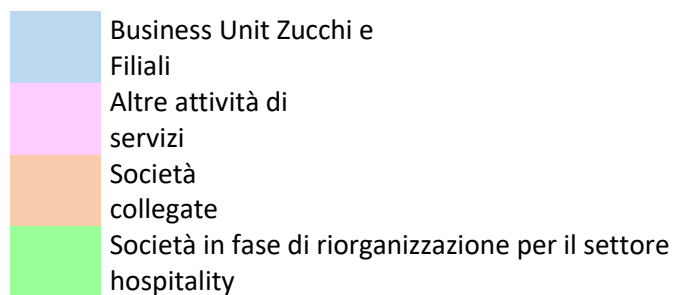 Business Unit Zucchi e
Filiali
Altre attività di
servizi
Società
collegate
Società in fase di riorganizzazione per il settore
hospitality